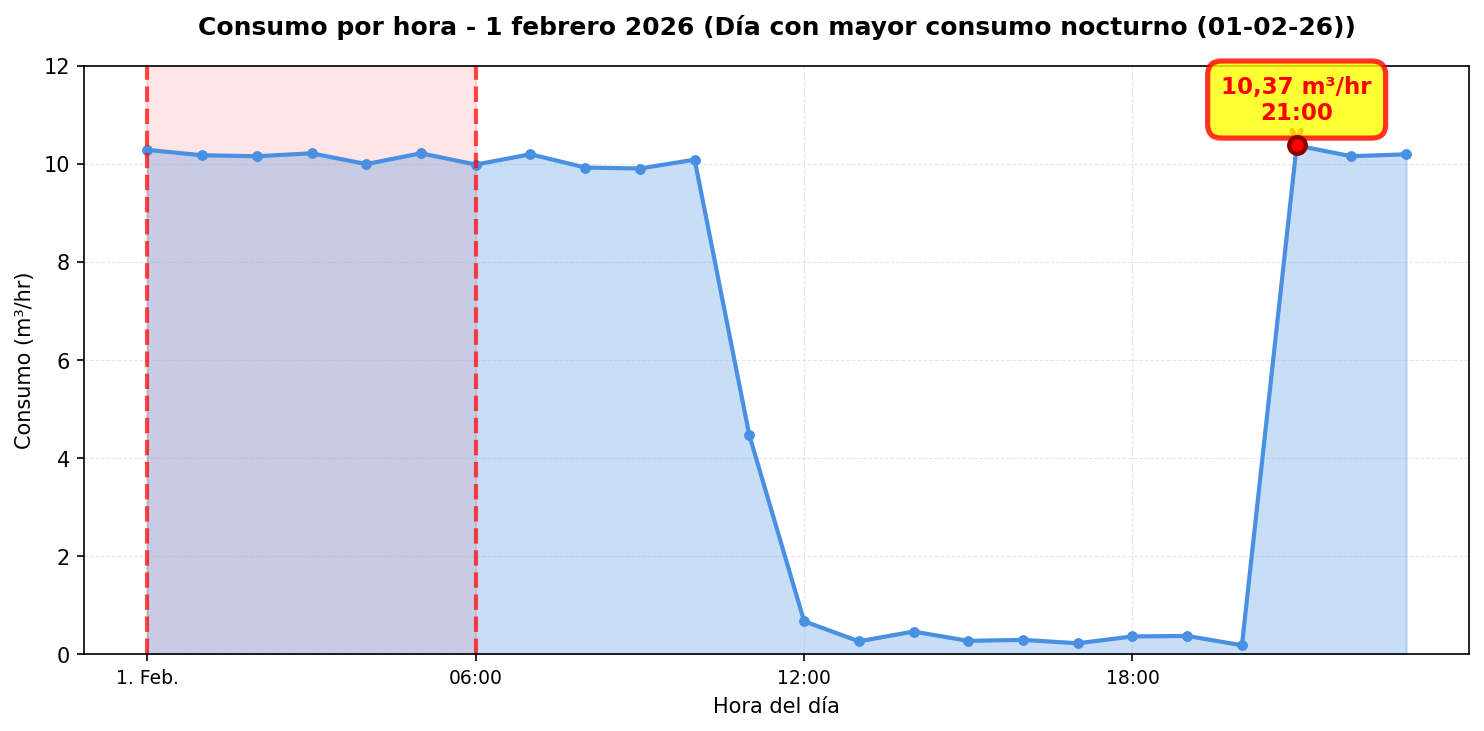 Consumo por hora - 1 febrero 2026 (Día con mayor consumo nocturno (01-02-26))
10,37 m³/hr
21:00
Consumo (m³/hr)
12
10
8
6
4
2
0
1. Feb.
06:00
12:00
18:00
Hora del día